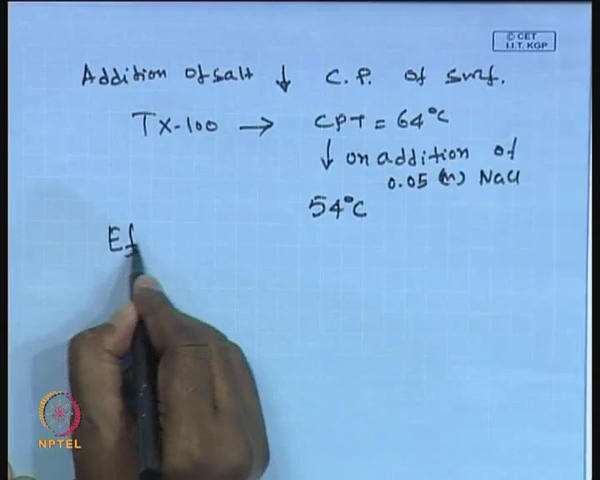 © CET
I.I.T. KGP
Addition of salt ↓ C.P. of surf.
TX-100 → CPT = 64°C
↓ on addition of
0.05 (M) NaCl
54°C
Ef
NPTEL